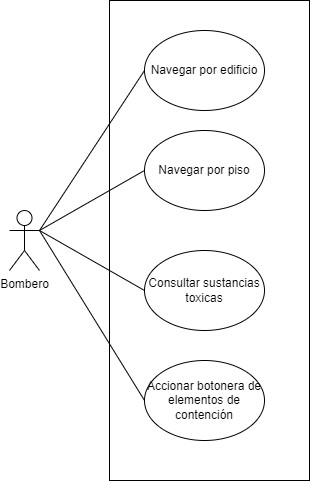 Navegar por edificio
Navegar por piso
Bombero
Consultar sustancias
toxicas
Accionar botonera de
elementos de
contención